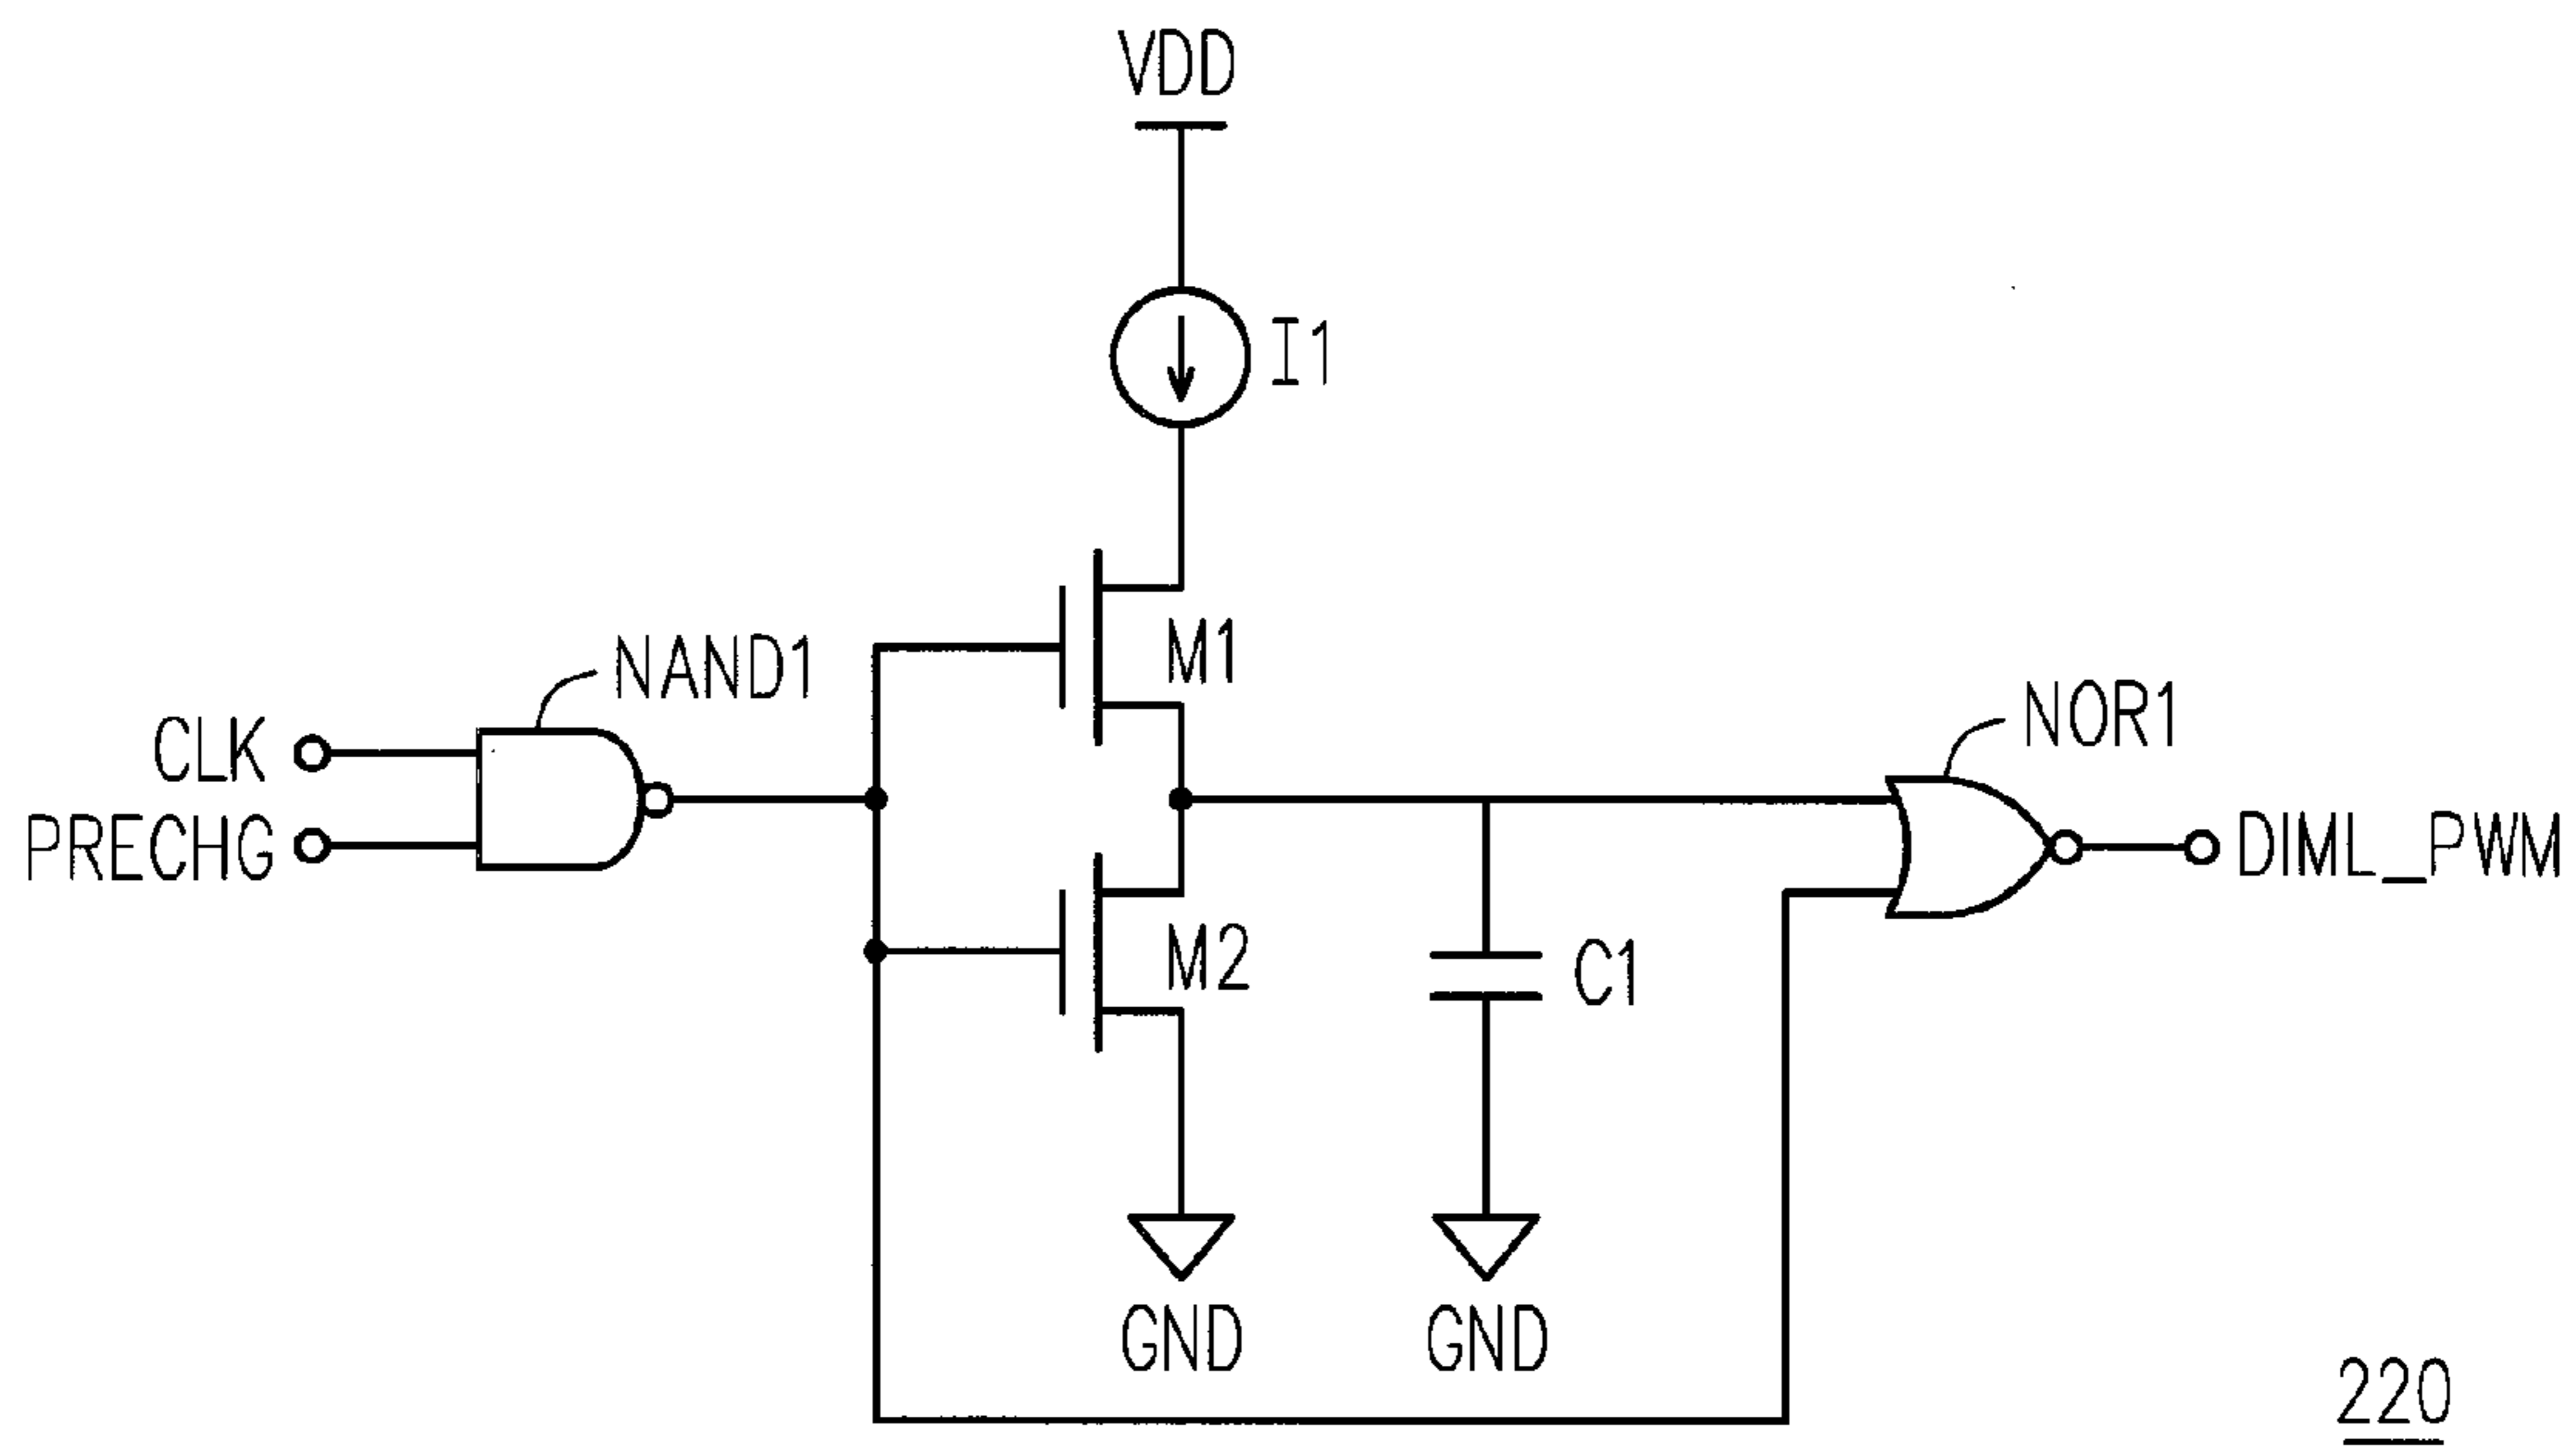 VDD
I1
M1
NAND1
NOR1
CLK
PRECHG
DIML_PWM
M2
C1
GND
GND
220